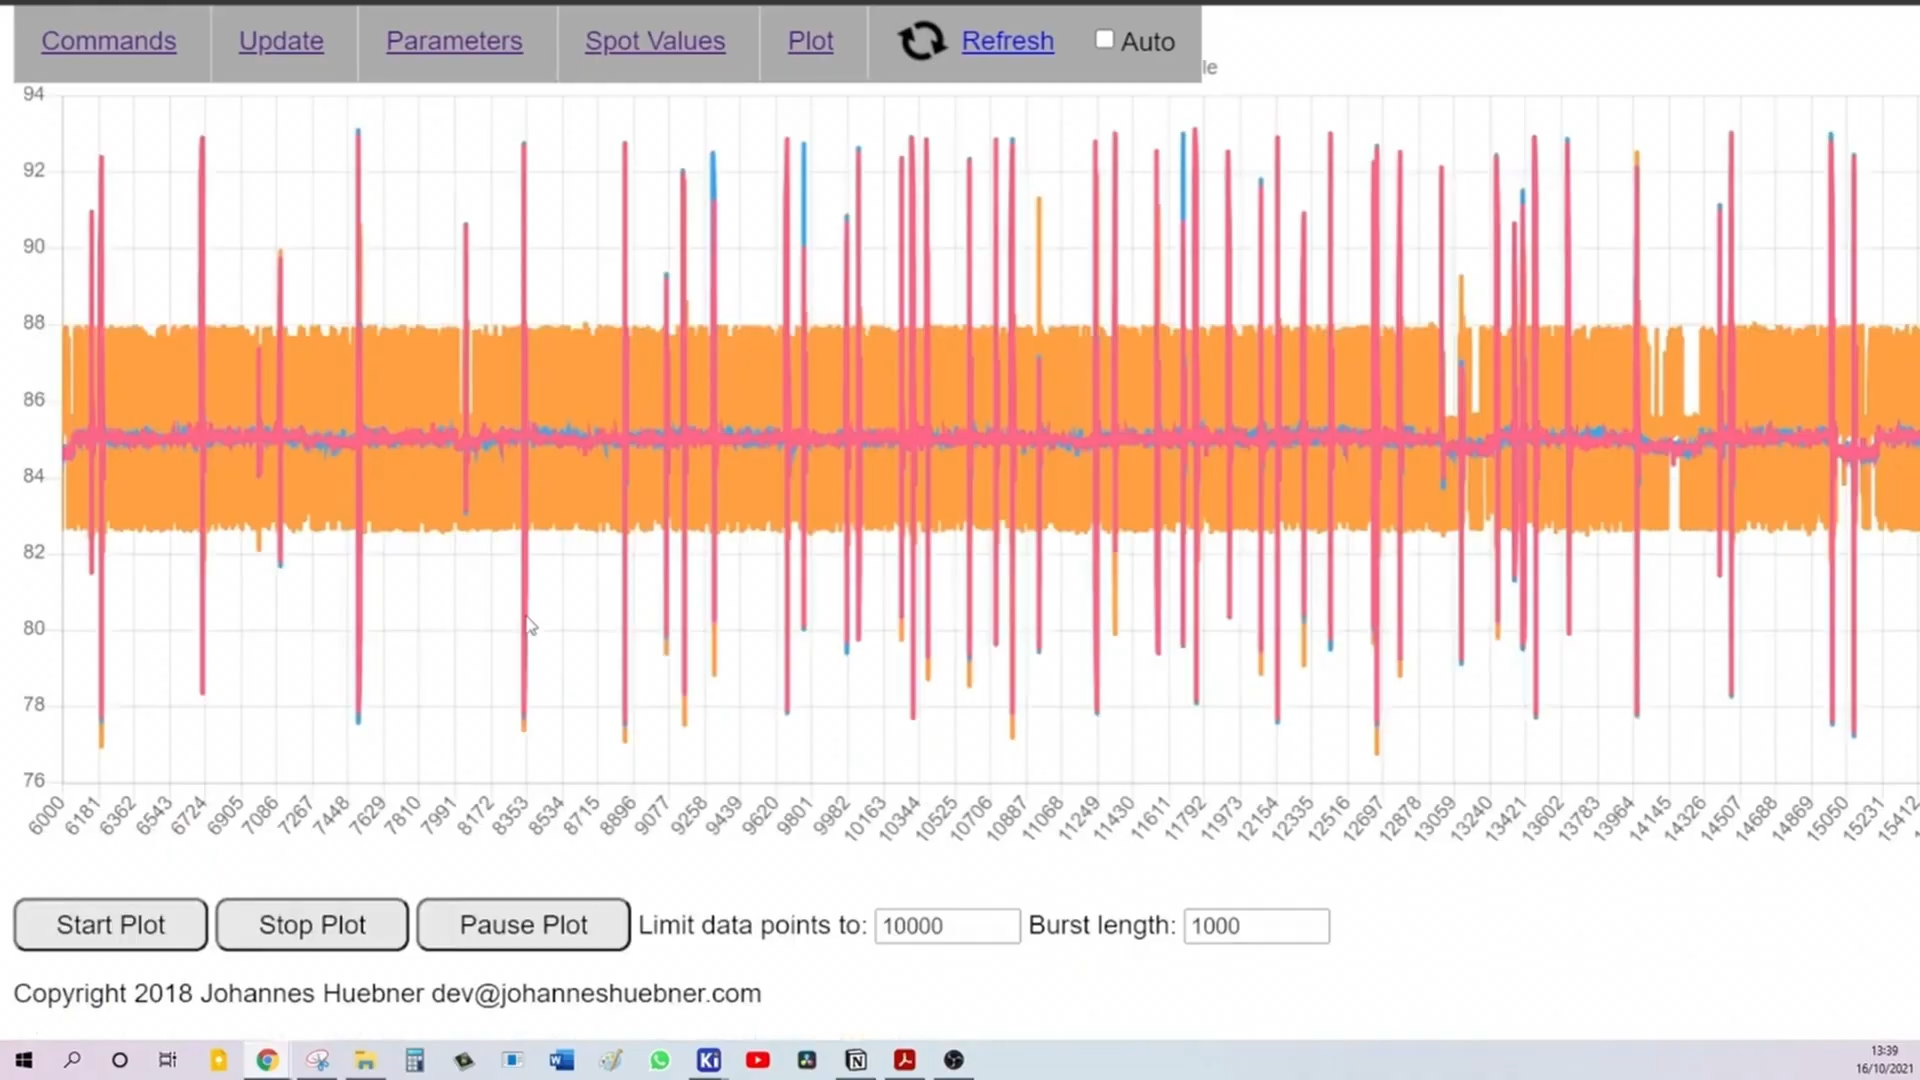 Commands Update Parameters Spot Values Plot Refresh Auto
le
94
92
90
88
86
84
82
80
78
76
6000 6181 6362 6543 6724 6905 7086 7267 7448 7629 7810 7991 8172 8353 8534 8715 8896 9077 9258 9439 9620 9801 9982 10163 10344 10525 10706 10887 11068 11249 11430 11611 11792 11973 12154 12335 12516 12697 12878 13059 13240 13421 13602 13783 13964 14145 14326 14507 14688 14869 15050 15231 15412
Start Plot Stop Plot Pause Plot Limit data points to: 10000 Burst length: 1000
Copyright 2018 Johannes Huebner dev@johanneshuebner.com
Ki
13:39
16/10/2021